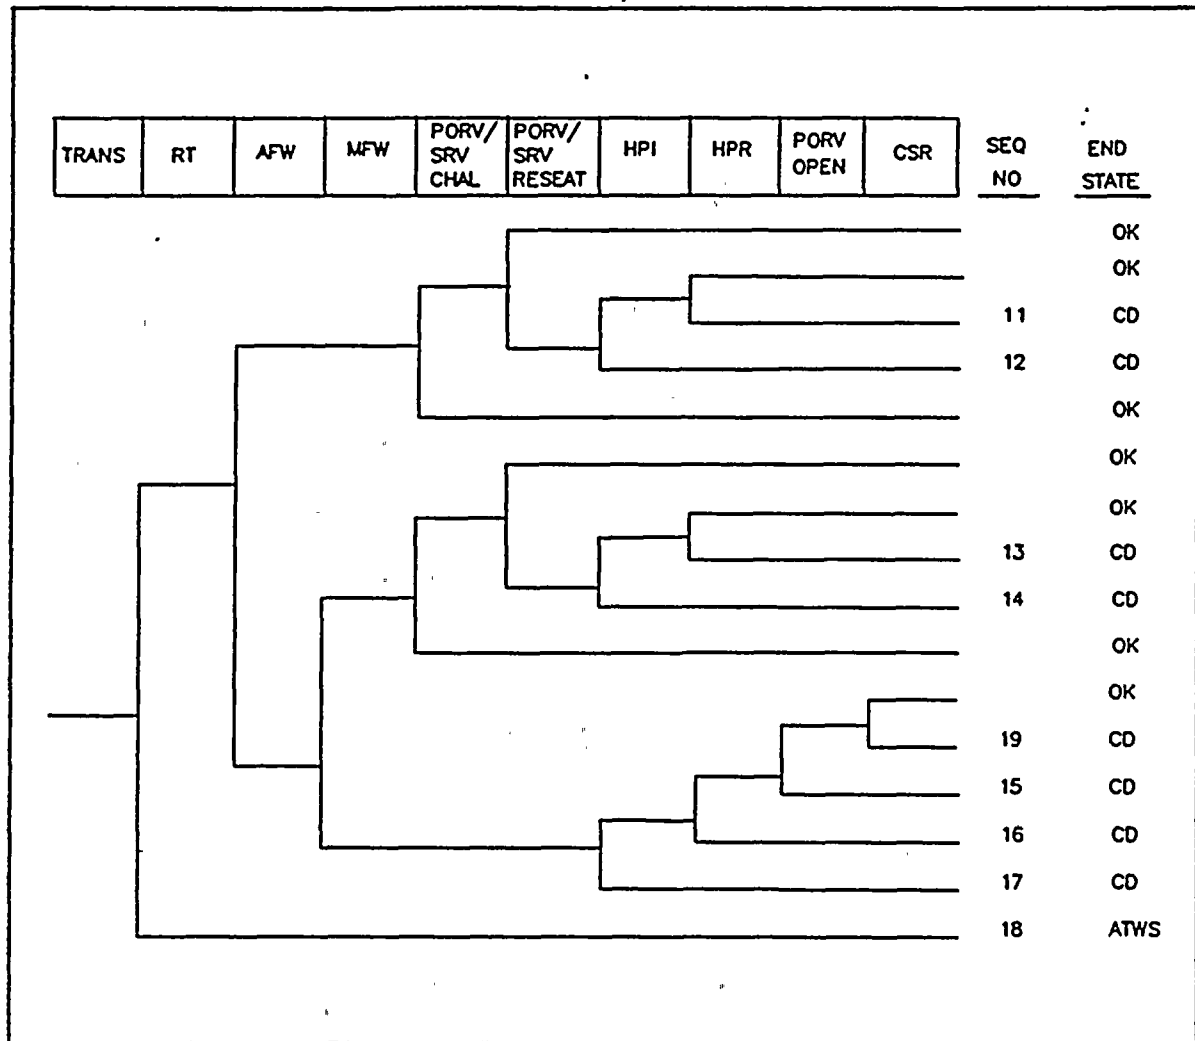 TRANS RT AFW MFW PORV/ SRV CHAL PORV/ SRV RESEAT HPI HPR PORV OPEN CSR SEQ NO END STATE
OK
OK
11 CD
12 CD
OK
OK
OK
13 CD
14 CD
OK
OK
19 CD
15 CD
16 CD
17 CD
18 ATWS